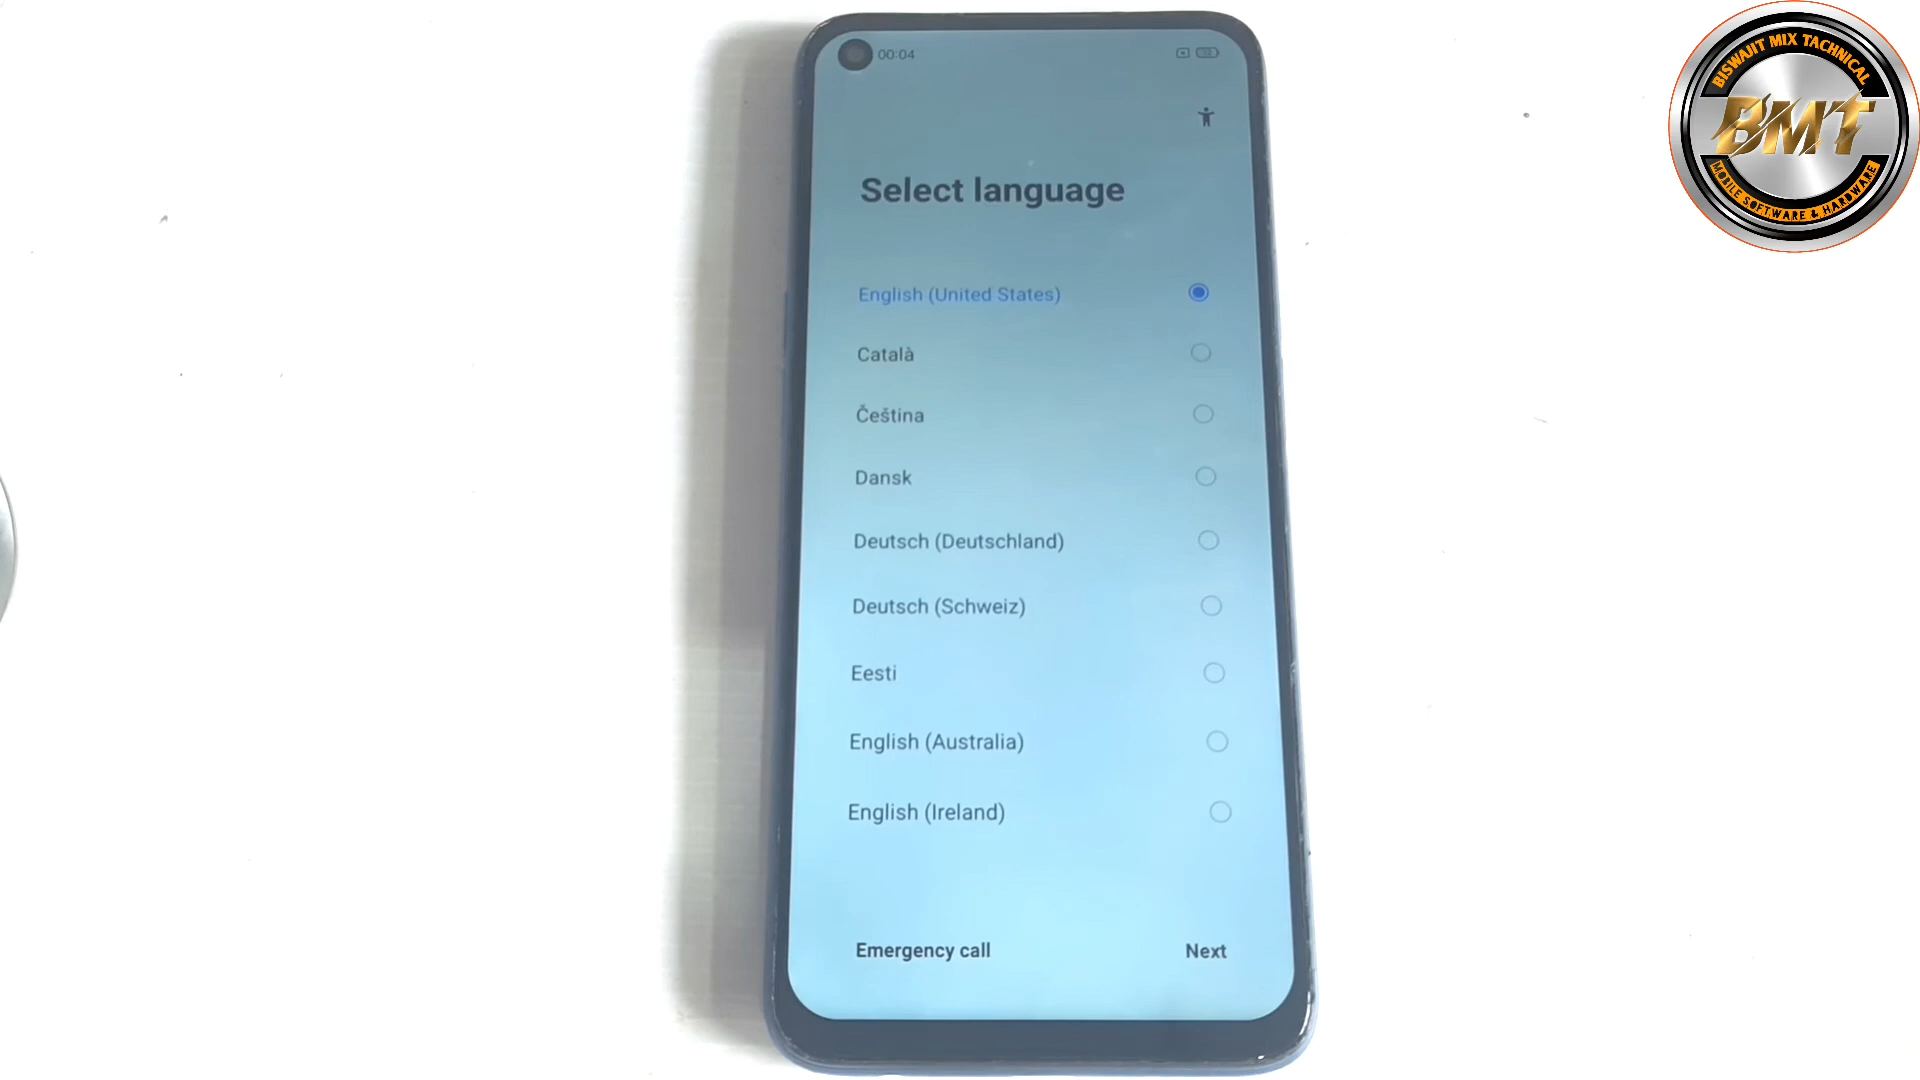 00:04
Select language
English (United States)
Català
Čeština
Dansk
Deutsch (Deutschland)
Deutsch (Schweiz)
Eesti
English (Australia)
English (Ireland)
Emergency call
Next
BISWAJIT MIX TACHNICAL
BMT
MOBILE SOFTWARE & HARDWARE